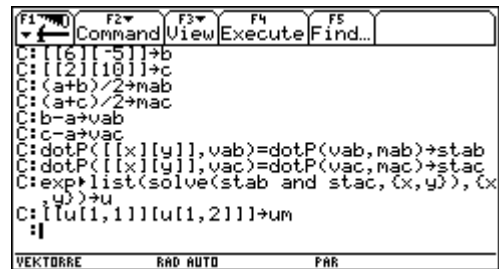 F1 F2▼ F3▼ F4 F5
▼ Command View Execute Find…
C:[[6][-5]]→b
C:[[2][10]]→c
C:(a+b)/2→mab
C:(a+c)/2→mac
C:b-a→vab
C:c-a→vac
C:dotP([[x][y]],vab)=dotP(vab,mab)→stab
C:dotP([[x][y]],vac)=dotP(vac,mac)→stac
C:exp▶list(solve(stab and stac,{x,y}),{x
,y})→u
C:[[u[1,1]][u[1,2]]]→um
:
VEKTORRE RAD AUTO PAR